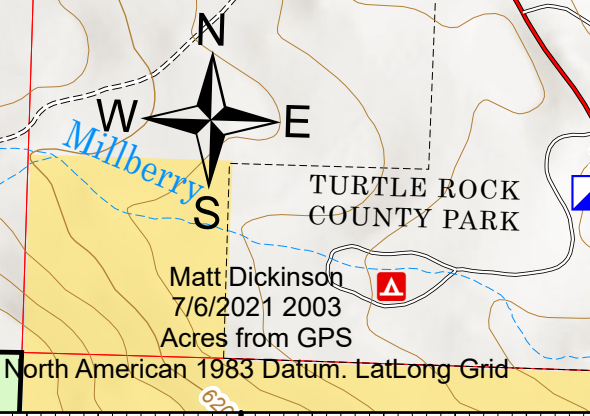 N
W
E
S
Millberry
TURTLE ROCK
COUNTY PARK
Matt Dickinson
7/6/2021 2003
Acres from GPS
North American 1983 Datum. LatLong Grid